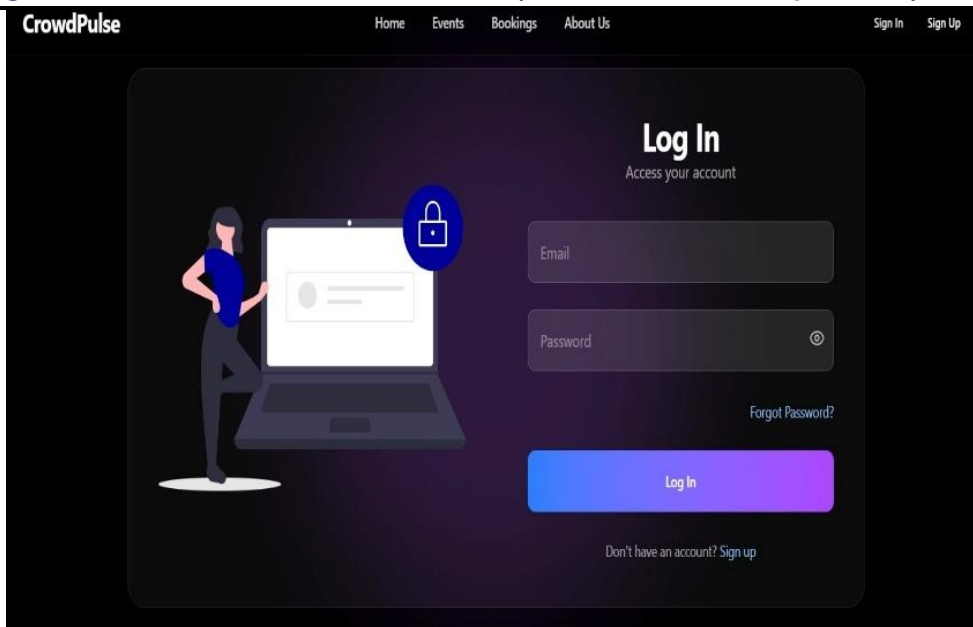 CrowdPulse Home Events Bookings About Us Sign In Sign Up
Log In
Access your account
Email
Password
Forgot Password?
Log In
Don't have an account? Sign up